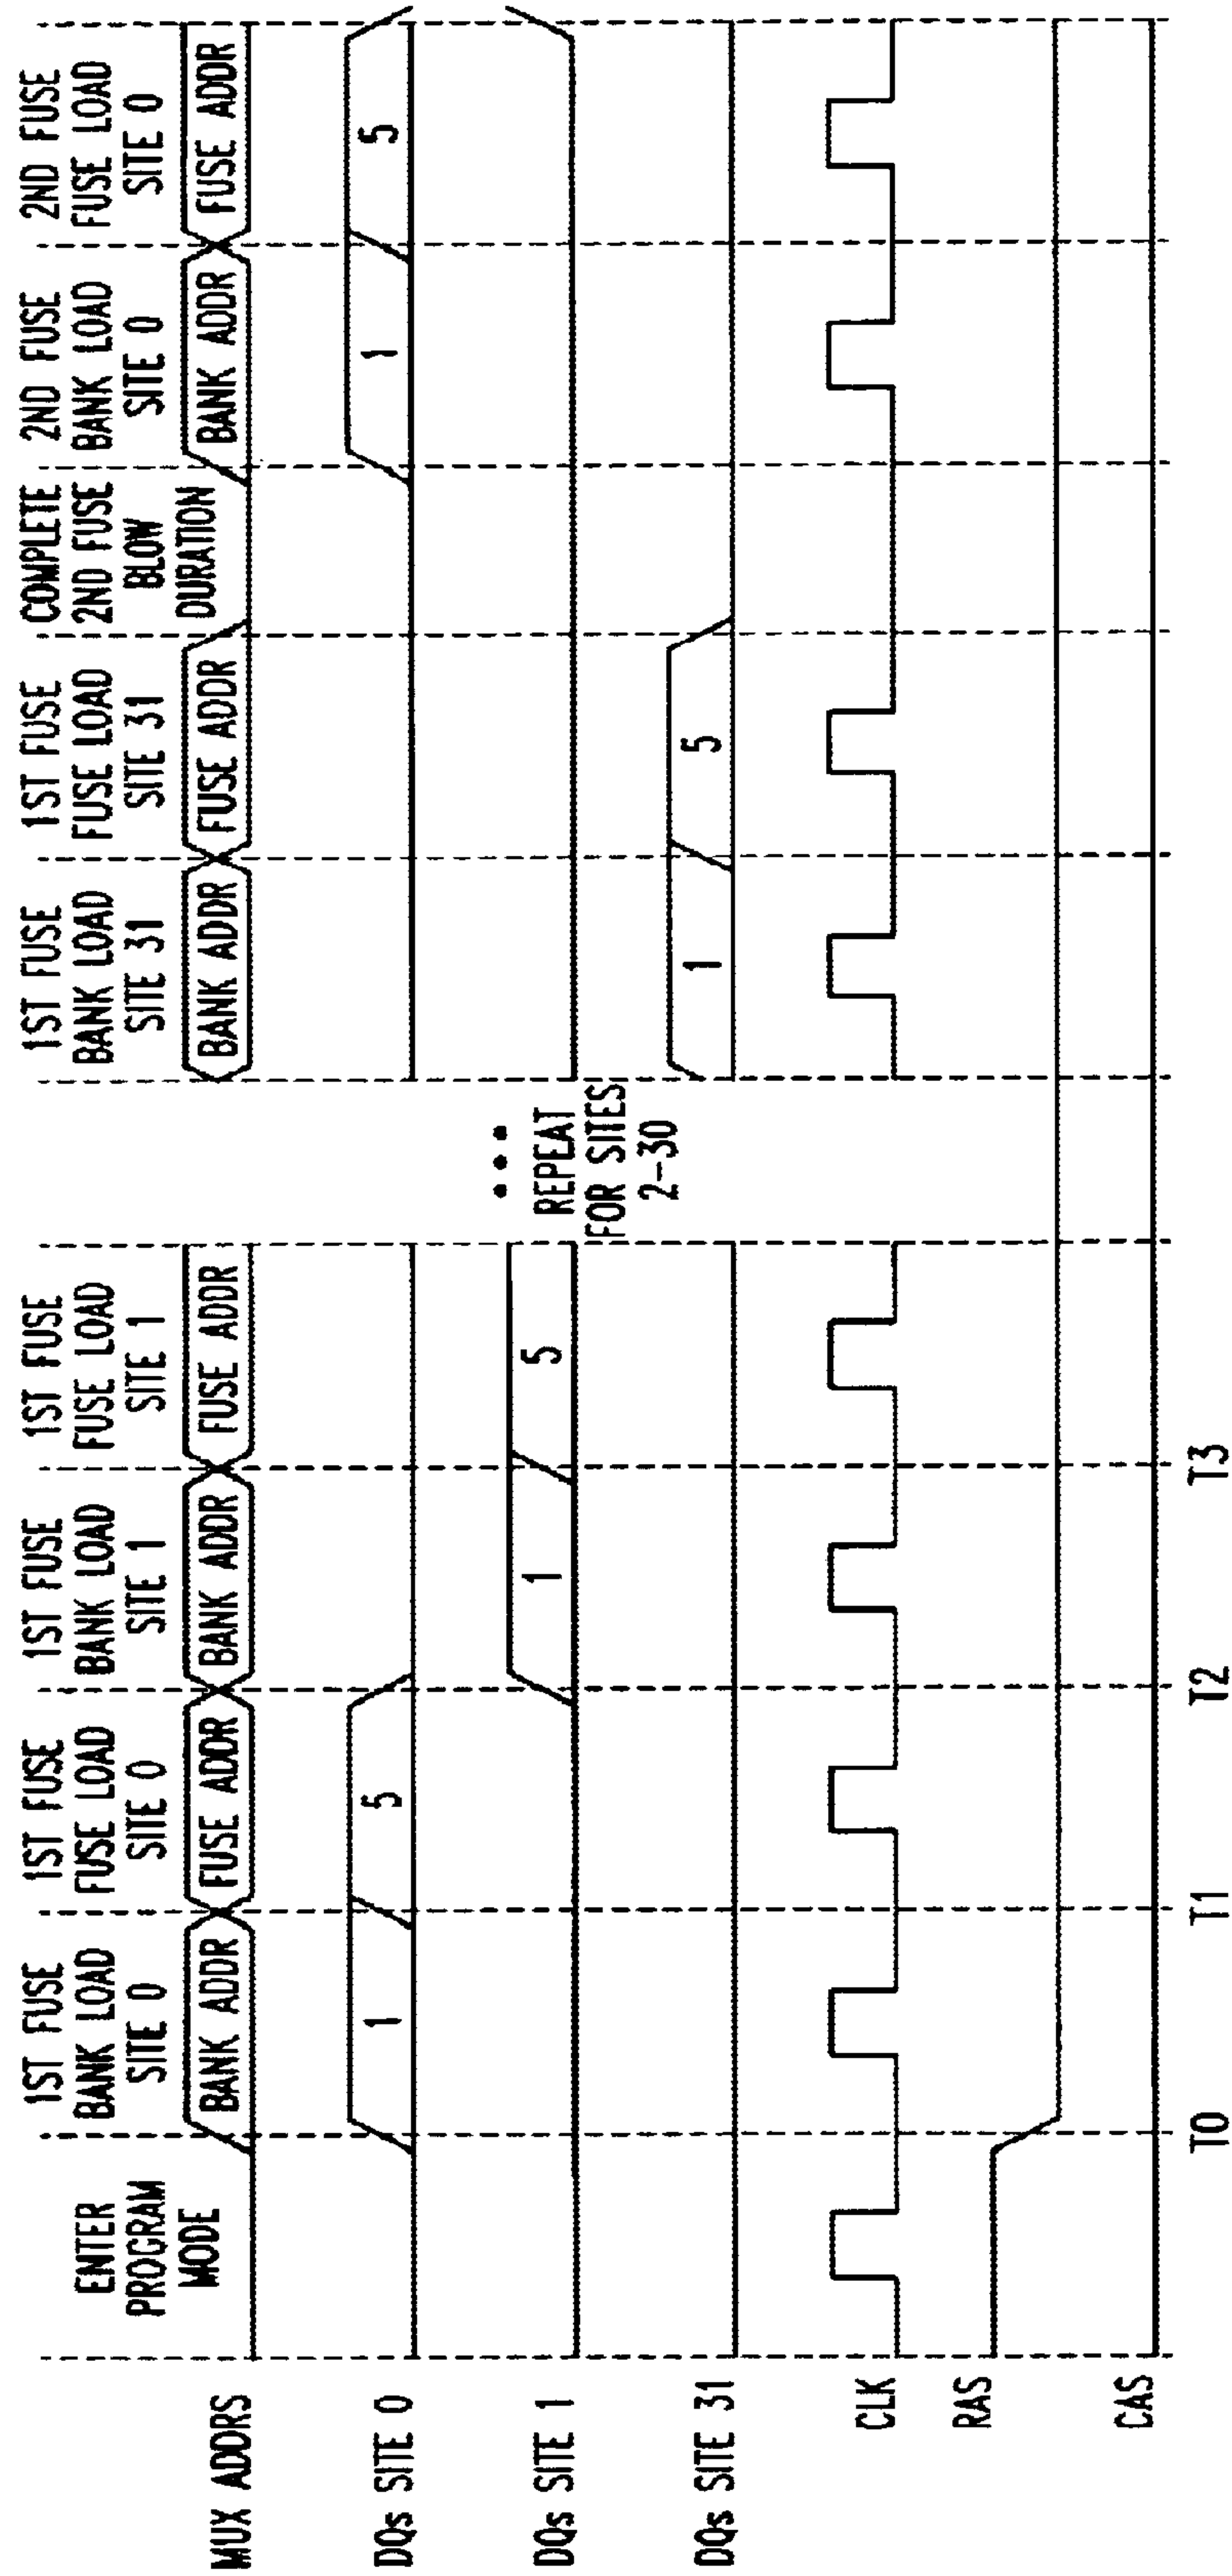 ENTER
PROGRAM
MODE
1ST FUSE
BANK LOAD
SITE 0
1ST FUSE
FUSE LOAD
SITE 0
1ST FUSE
BANK LOAD
SITE 1
1ST FUSE
FUSE LOAD
SITE 1
1ST FUSE
BANK LOAD
SITE 31
1ST FUSE
FUSE LOAD
SITE 31
COMPLETE
2ND FUSE
BLOW
DURATION
2ND FUSE
BANK LOAD
SITE 0
2ND FUSE
FUSE LOAD
SITE 0
MUX ADDRS
BANK ADDR
FUSE ADDR
BANK ADDR
FUSE ADDR
BANK ADDR
FUSE ADDR
BANK ADDR
FUSE ADDR
DQs SITE 0
1
5
1
5
DQs SITE 1
1
5
• • •
REPEAT
FOR SITES
2-30
DQs SITE 31
1
5
CLK
RAS
CAS
T0
T1
T2
T3